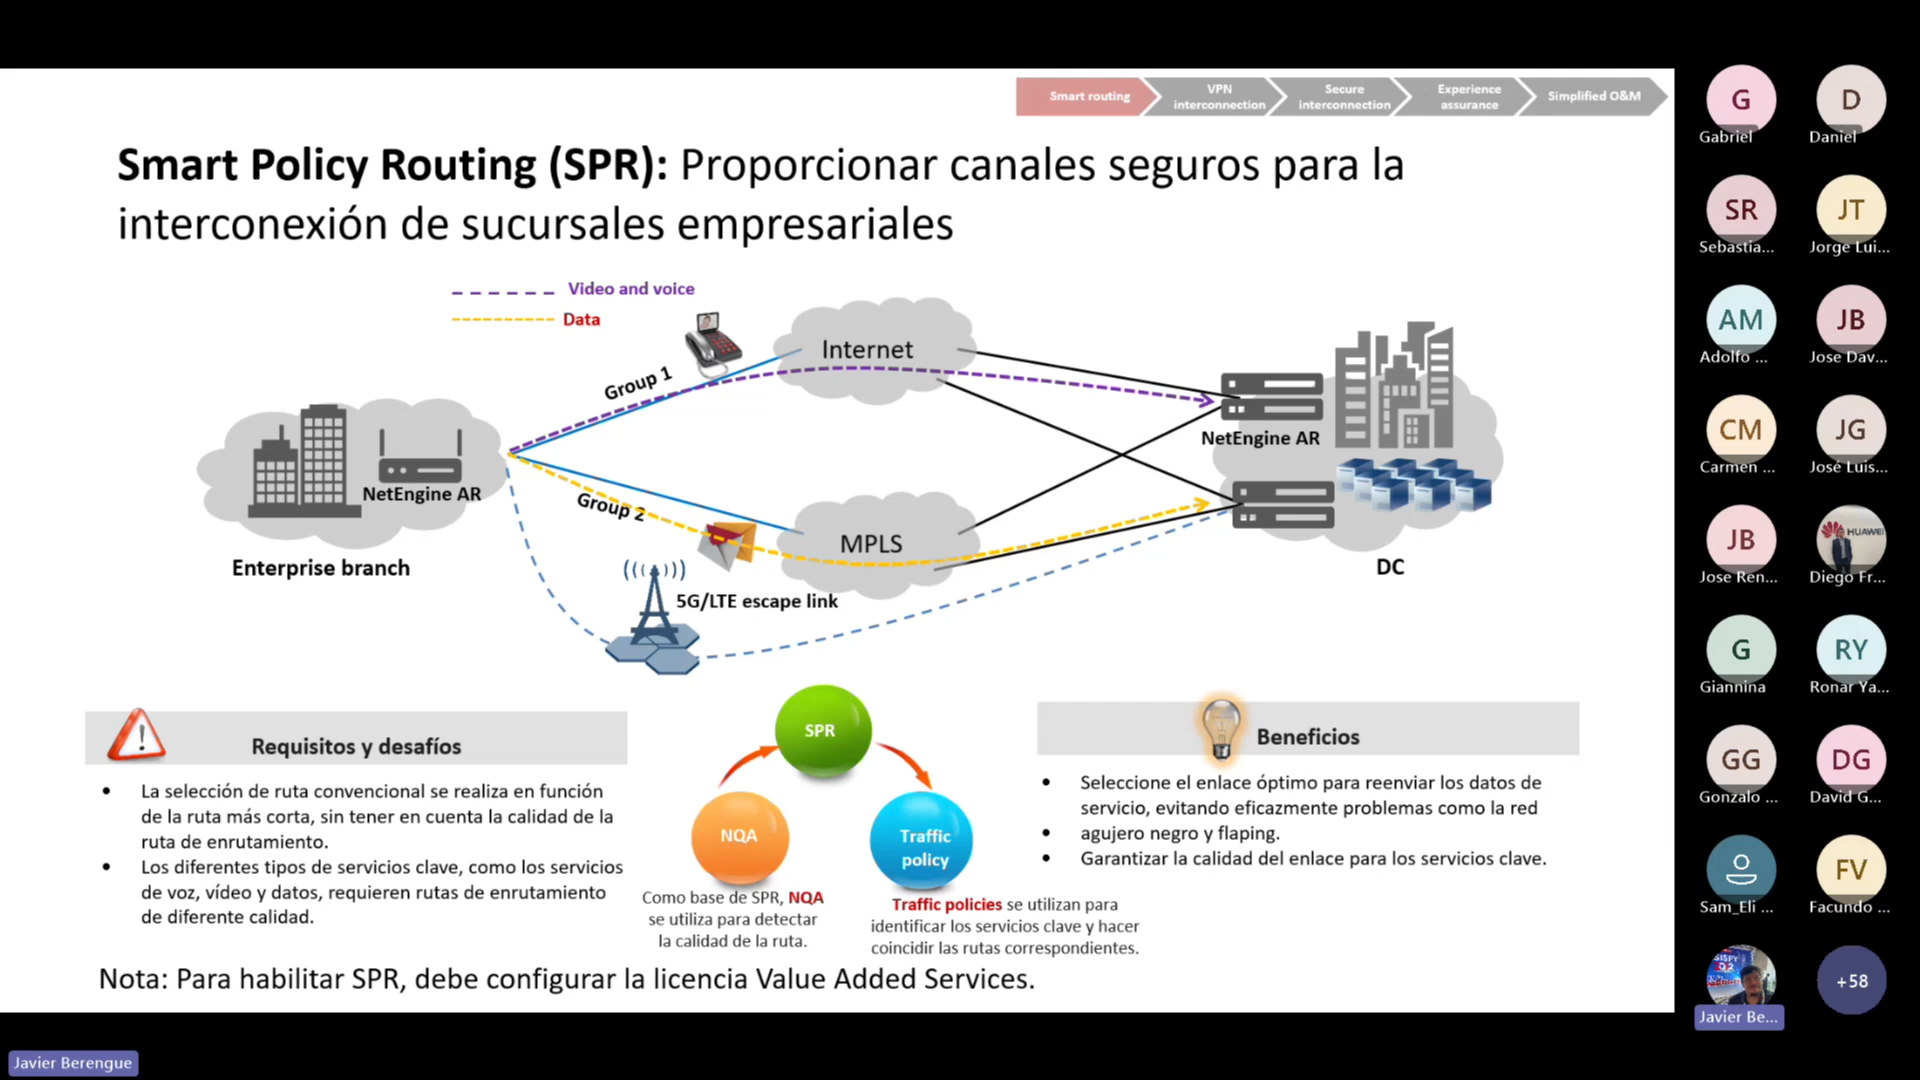 Smart routing
VPN
interconnection
Secure
interconnection
Experience
assurance
Simplified O&M
Smart Policy Routing (SPR): Proporcionar canales seguros para la
interconexión de sucursales empresariales
Video and voice
Data
Group 1
Internet
NetEngine AR
NetEngine AR
Group 2
MPLS
Enterprise branch
DC
5G/LTE escape link
Requisitos y desafíos
La selección de ruta convencional se realiza en función
de la ruta más corta, sin tener en cuenta la calidad de la
ruta de enrutamiento.
Los diferentes tipos de servicios clave, como los servicios
de voz, vídeo y datos, requieren rutas de enrutamiento
de diferente calidad.
SPR
NQA
Traffic
policy
Como base de SPR, NQA
se utiliza para detectar
la calidad de la ruta.
Traffic policies se utilizan para
identificar los servicios clave y hacer
coincidir las rutas correspondientes.
Beneficios
Seleccione el enlace óptimo para reenviar los datos de
servicio, evitando eficazmente problemas como la red
agujero negro y flaping.
Garantizar la calidad del enlace para los servicios clave.
Nota: Para habilitar SPR, debe configurar la licencia Value Added Services.
G
Gabriel
D
Daniel
SR
Sebastia...
JT
Jorge Lui...
AM
Adolfo ...
JB
Jose Dav...
CM
Carmen ...
JG
José Luis...
JB
Jose Ren...
HUAWEI
Diego Fr...
G
Giannina
RY
Ronar Ya...
GG
Gonzalo ...
DG
David G...
Sam_Eli ...
FV
Facundo ...
Javier Be...
+58
Javier Berengue